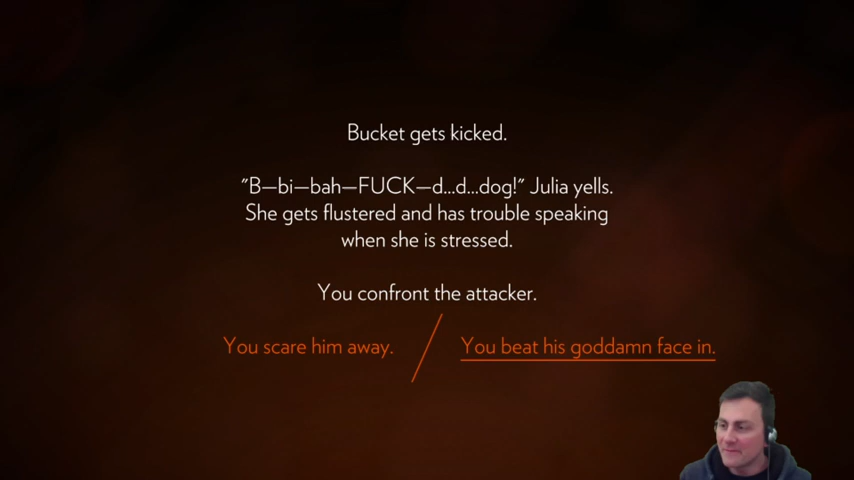 Bucket gets kicked.
"B—bi—bah—FUCK—d...d...dog!" Julia yells.
She gets flustered and has trouble speaking
when she is stressed.
You confront the attacker.
You scare him away. / You beat his goddamn face in.